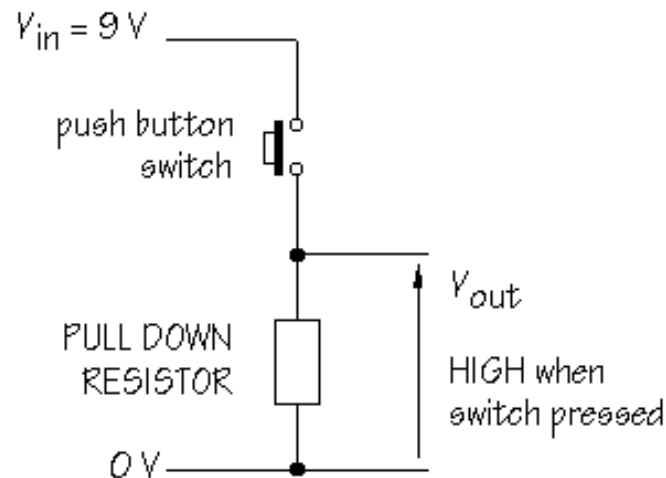 Vin = 9 V
push button
switch
Vout
PULL DOWN
RESISTOR
HIGH when
switch pressed
0 V